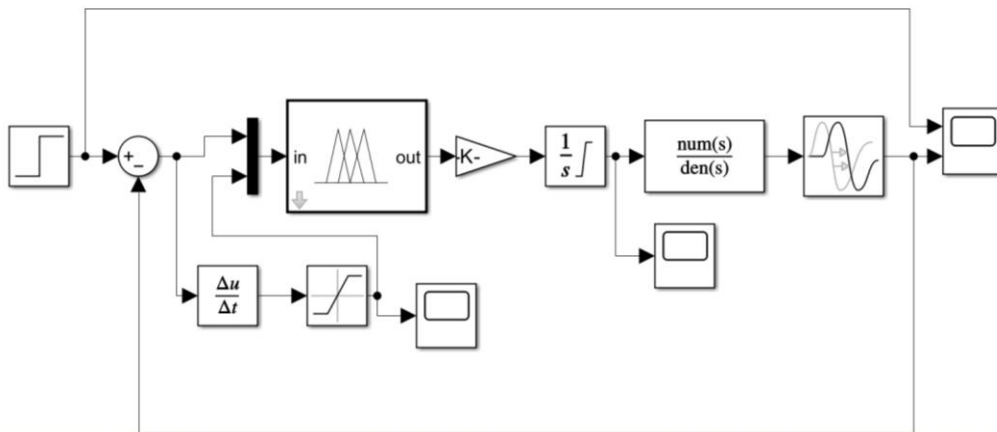 +
−
in
out
-K-
1
s
num(s)
den(s)
Δu
Δt